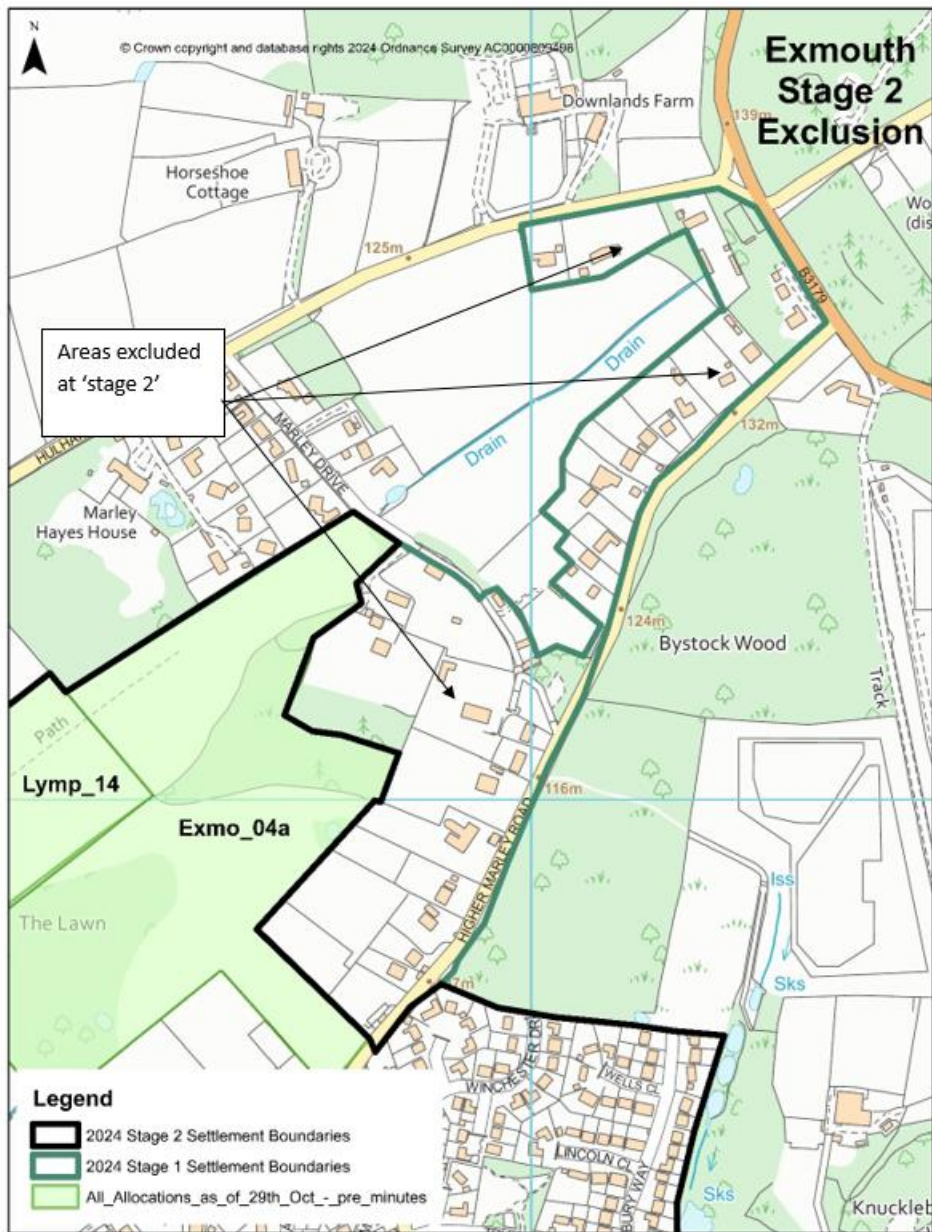 N
© Crown copyright and database rights 2024 Ordnance Survey AC0000809498
Exmouth
Stage 2
Exclusion
Downlands Farm
139m
Horseshoe
Cottage
125m
B3179
Areas excluded
at ‘stage 2’
Drain
Drain
132m
MARLEY DRIVE
Marley
Hayes House
124m
Bystock Wood
Track
Path
Lymp_14
Exmo_04a
116m
HIGHER MARLEY ROAD
The Lawn
Iss
Sks
WINCHESTER DR
WELLS CL
LINCOLN CL
Sks
Legend
2024 Stage 2 Settlement Boundaries
2024 Stage 1 Settlement Boundaries
All_Allocations_as_of_29th_Oct_-_pre_minutes